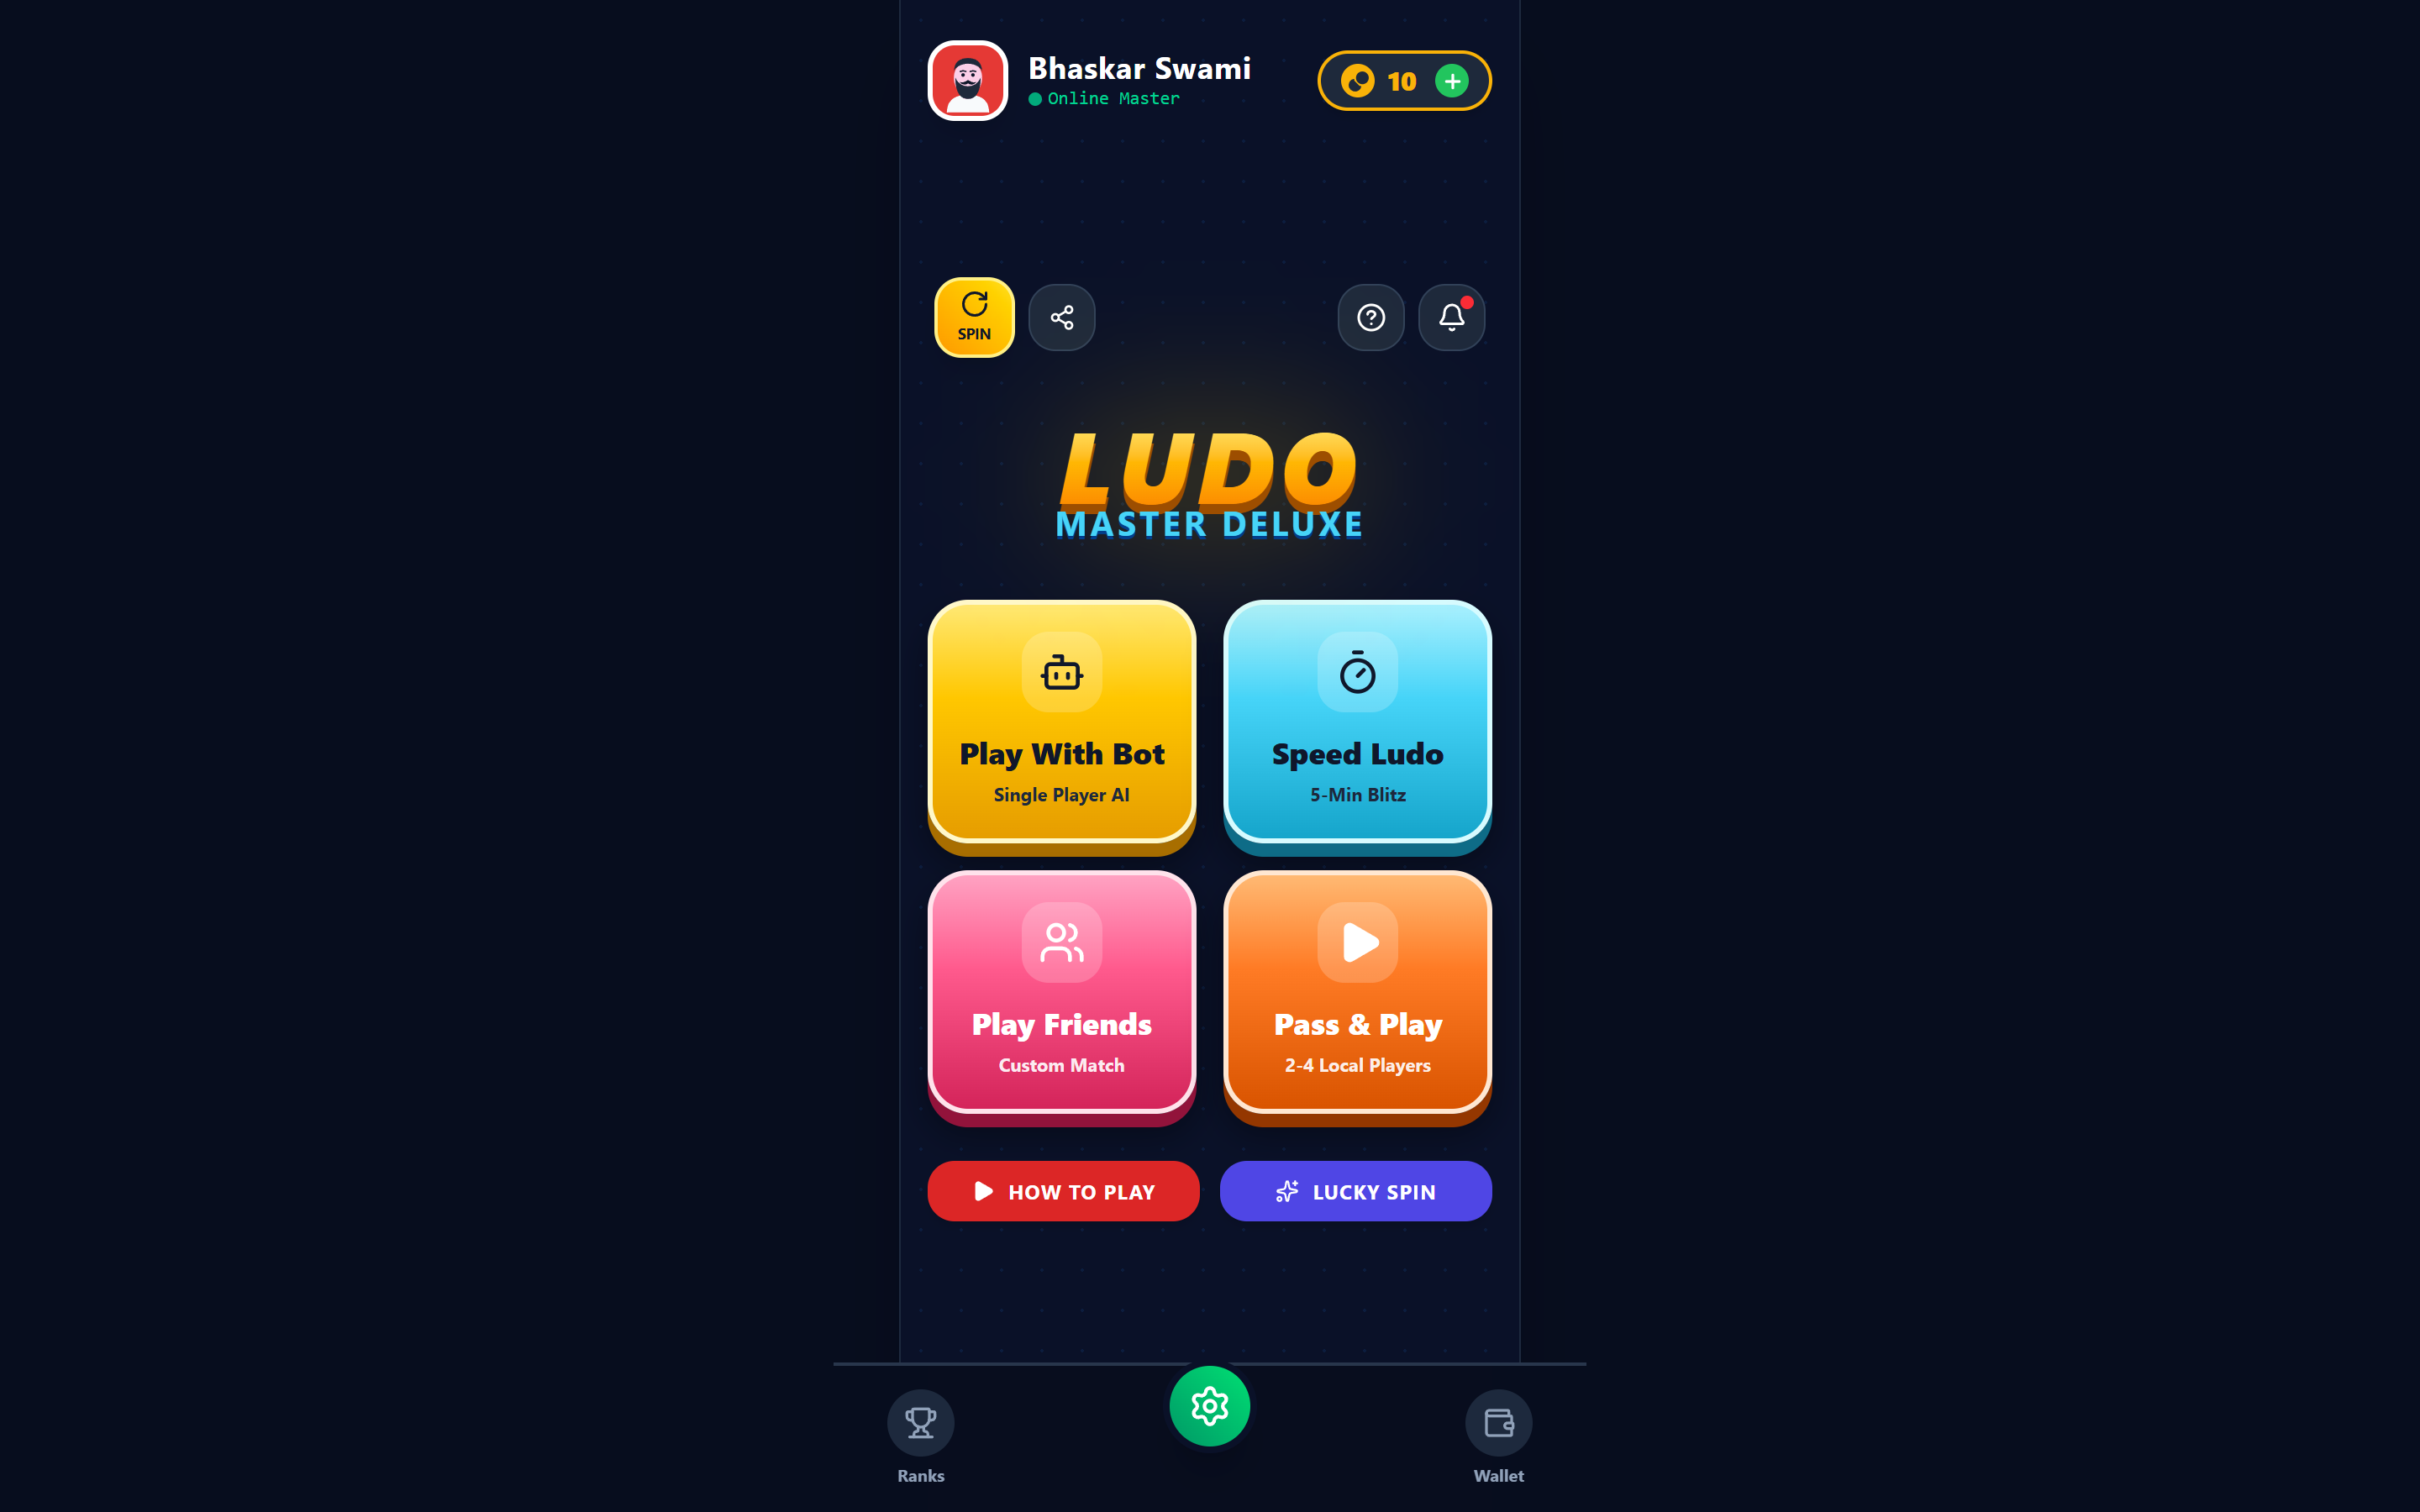 Bhaskar Swami
Online Master
10
SPIN
LUDO
MASTER DELUXE
Play With Bot
Single Player AI
Speed Ludo
5-Min Blitz
Play Friends
Custom Match
Pass & Play
2-4 Local Players
HOW TO PLAY
LUCKY SPIN
Ranks
Wallet